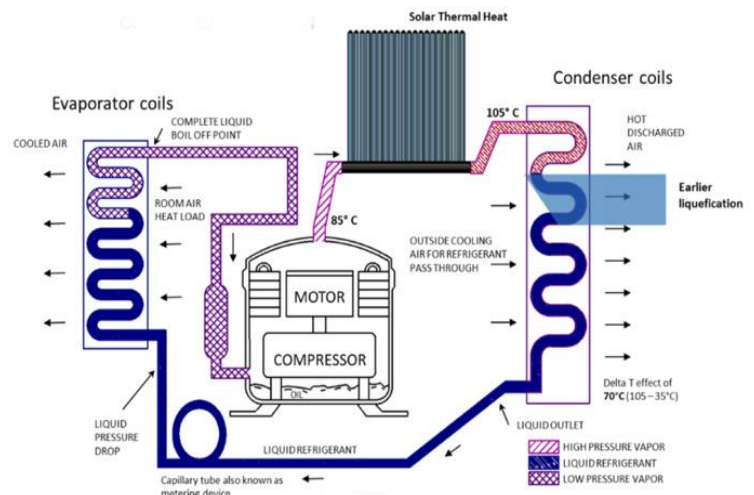 Solar Thermal Heat
Condenser coils
Evaporator coils
COMPLETE LIQUID
BOIL OFF POINT
COOLED AIR
105° C
HOT
DISCHARGED
AIR
ROOM AIR
HEAT LOAD
85° C
Earlier
liquefication
OUTSIDE COOLING
AIR FOR REFRIGERANT
PASS THROUGH
MOTOR
COMPRESSOR
OIL
Delta T effect of
70°C (105 – 35°C)
LIQUID
PRESSURE
DROP
LIQUID OUTLET
LIQUID REFRIGERANT
HIGH PRESSURE VAPOR
LIQUID REFRIGERANT
LOW PRESSURE VAPOR
Capillary tube also known as
metering device